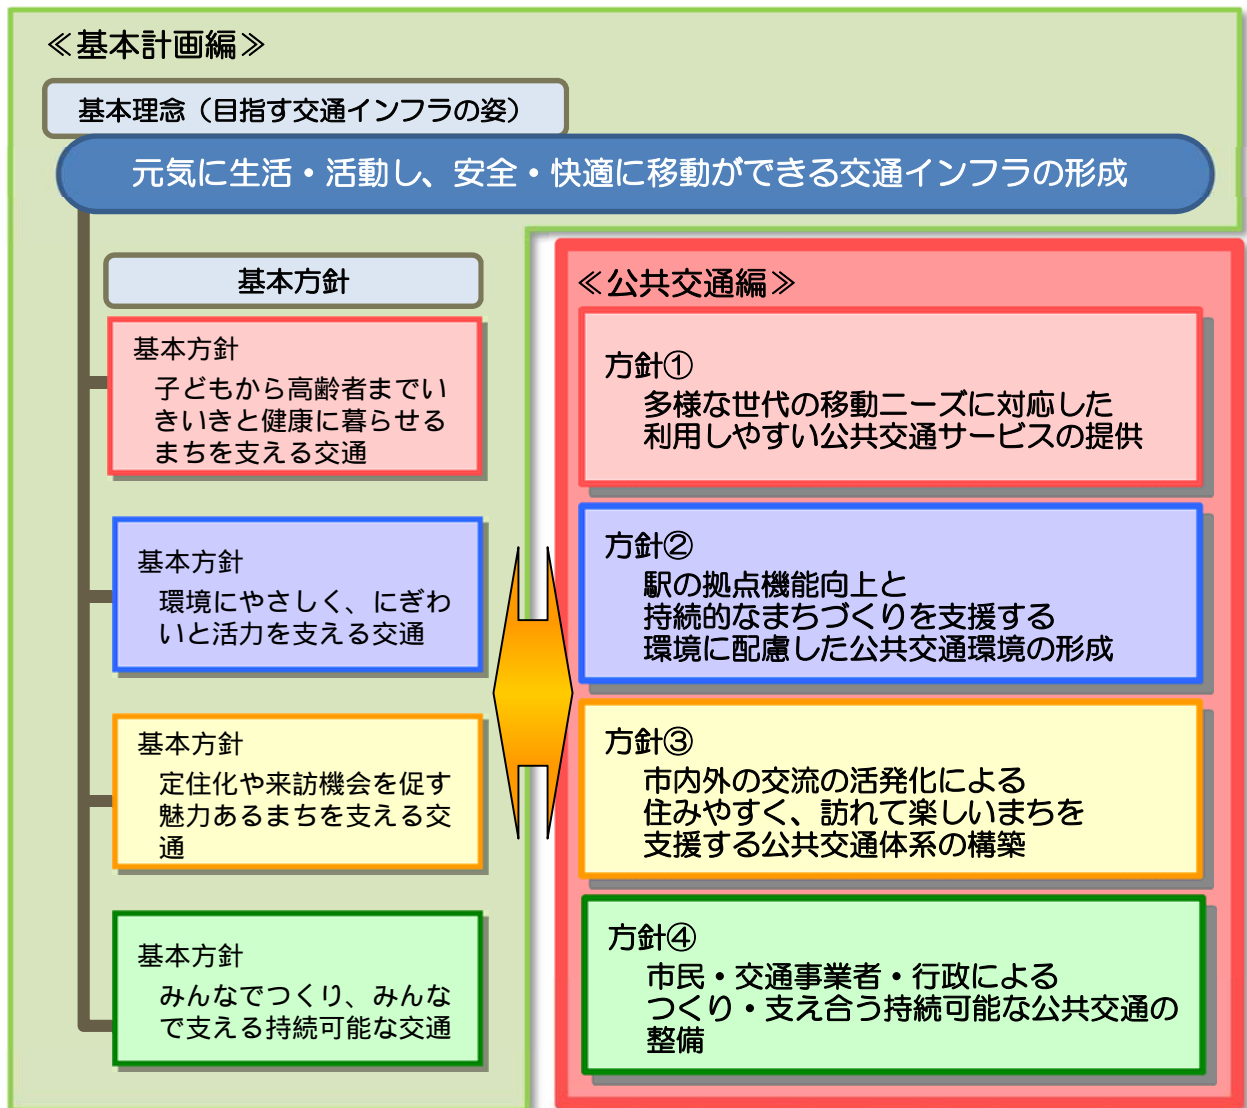 ≪基本計画編≫
基本理念（目指す交通インフラの姿）
元気に生活・活動し、安全・快適に移動ができる交通インフラの形成
基本方針
基本方針
子どもから高齢者までい
きいきと健康に暮らせる
まちを支える交通
基本方針
環境にやさしく、にぎわ
いと活力を支える交通
基本方針
定住化や来訪機会を促す
魅力あるまちを支える交
通
基本方針
みんなでつくり、みんな
で支える持続可能な交通
≪公共交通編≫
方針①
多様な世代の移動ニーズに対応した
利用しやすい公共交通サービスの提供
方針②
駅の拠点機能向上と
持続的なまちづくりを支援する
環境に配慮した公共交通環境の形成
方針③
市内外の交流の活発化による
住みやすく、訪れて楽しいまちを
支援する公共交通体系の構築
方針④
市民・交通事業者・行政による
つくり・支え合う持続可能な公共交通の
整備